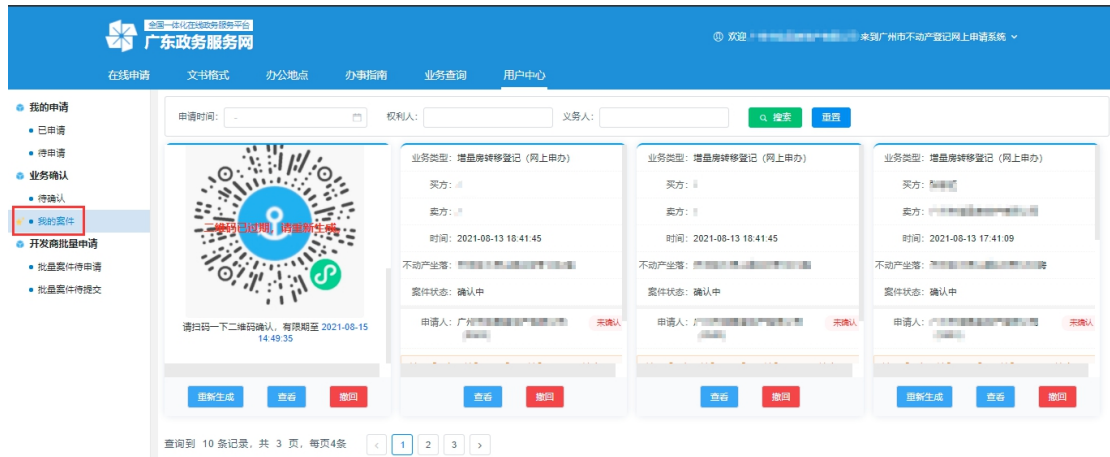 全国一体化在线政务服务平台
广东政务服务网
欢迎 来到广州市不动产登记网上申请系统
在线申请 文书格式 办公地点 办事指南 业务查询 用户中心
我的申请
已申请
待申请
业务确认
待确认
我的案件
开发商批量申请
批量案件待申请
批量案件待提交
申请时间: - 权利人: 义务人: 搜索 重置
二维码已过期，请重新生成
请扫码一下二维码确认，有限期至 2021-08-15
14:49:35
重新生成 查看 撤回
业务类型: 增量房转移登记（网上申办）
买方:
卖方:
时间: 2021-08-13 18:41:45
不动产坐落:
案件状态: 确认中
申请人: 广州 未确认
查看 撤回
业务类型: 增量房转移登记（网上申办）
买方:
卖方:
时间: 2021-08-13 18:41:45
不动产坐落:
案件状态: 确认中
申请人: 未确认
查看 撤回
业务类型: 增量房转移登记（网上申办）
买方:
卖方:
时间: 2021-08-13 17:41:09
不动产坐落:
案件状态: 确认中
申请人: 未确认
重新生成 查看 撤回
查询到 10 条记录，共 3 页，每页4条 < 1 2 3 >